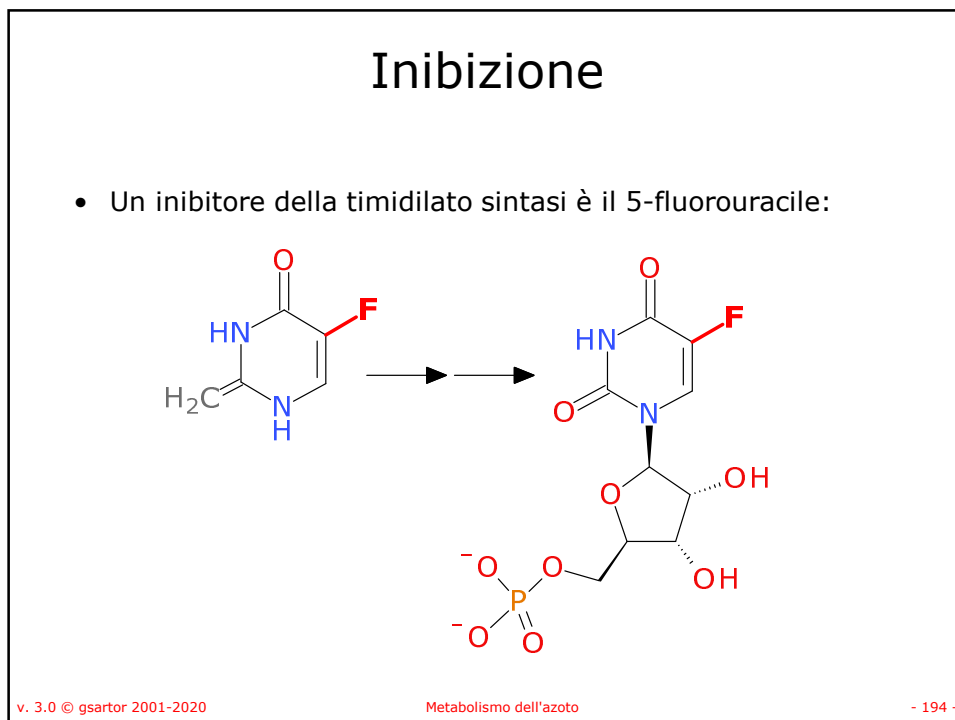 Inibizione
• Un inibitore della timidilato sintasi è il 5-fluorouracile:
O
F
HN
H2C
N
H
O
F
HN
O
N
O
OH
OH
O
−O
P
−O
O
v. 3.0 © gsartor 2001-2020
Metabolismo dell'azoto
- 194 -